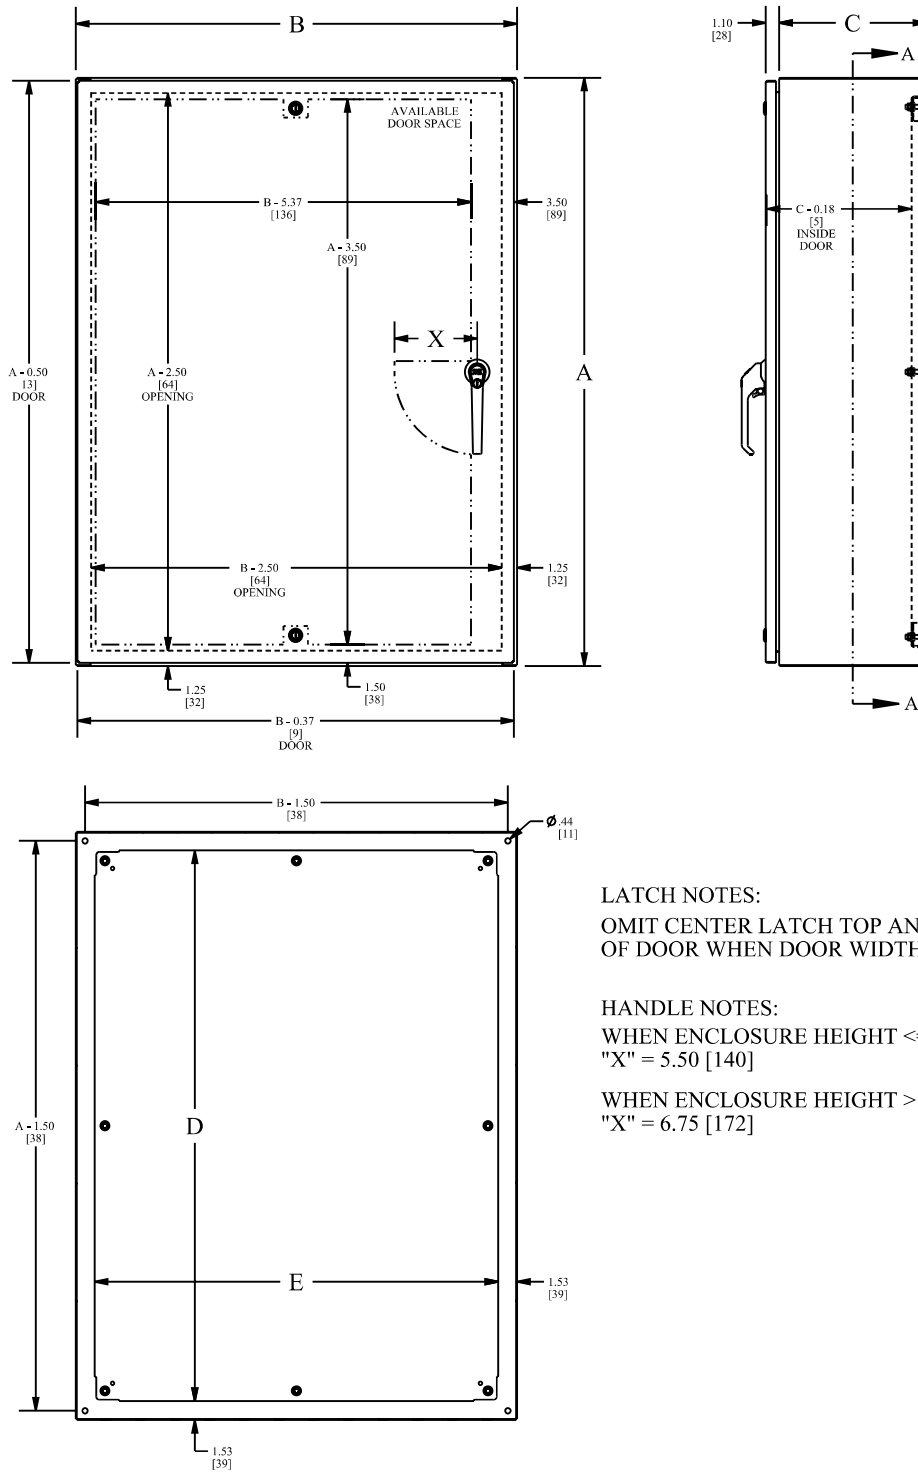 B
1.10
[28]
C
A
AVAILABLE
DOOR SPACE
B - 5.37
[136]
3.50
[89]
A - 3.50
[89]
C - 0.18
[5]
INSIDE
DOOR
X
A - 0.50
13]
DOOR
A - 2.50
[64]
OPENING
A
B - 2.50
[64]
OPENING
1.25
[32]
1.25
[32]
1.50
[38]
A
B - 0.37
[9]
DOOR
B - 1.50
[38]
Ø .44
[11]
LATCH NOTES:
OMIT CENTER LATCH TOP AN
OF DOOR WHEN DOOR WIDTH
HANDLE NOTES:
WHEN ENCLOSURE HEIGHT <
"X" = 5.50 [140]
WHEN ENCLOSURE HEIGHT >
"X" = 6.75 [172]
A - 1.50
[38]
D
E
1.53
[39]
1.53
[39]